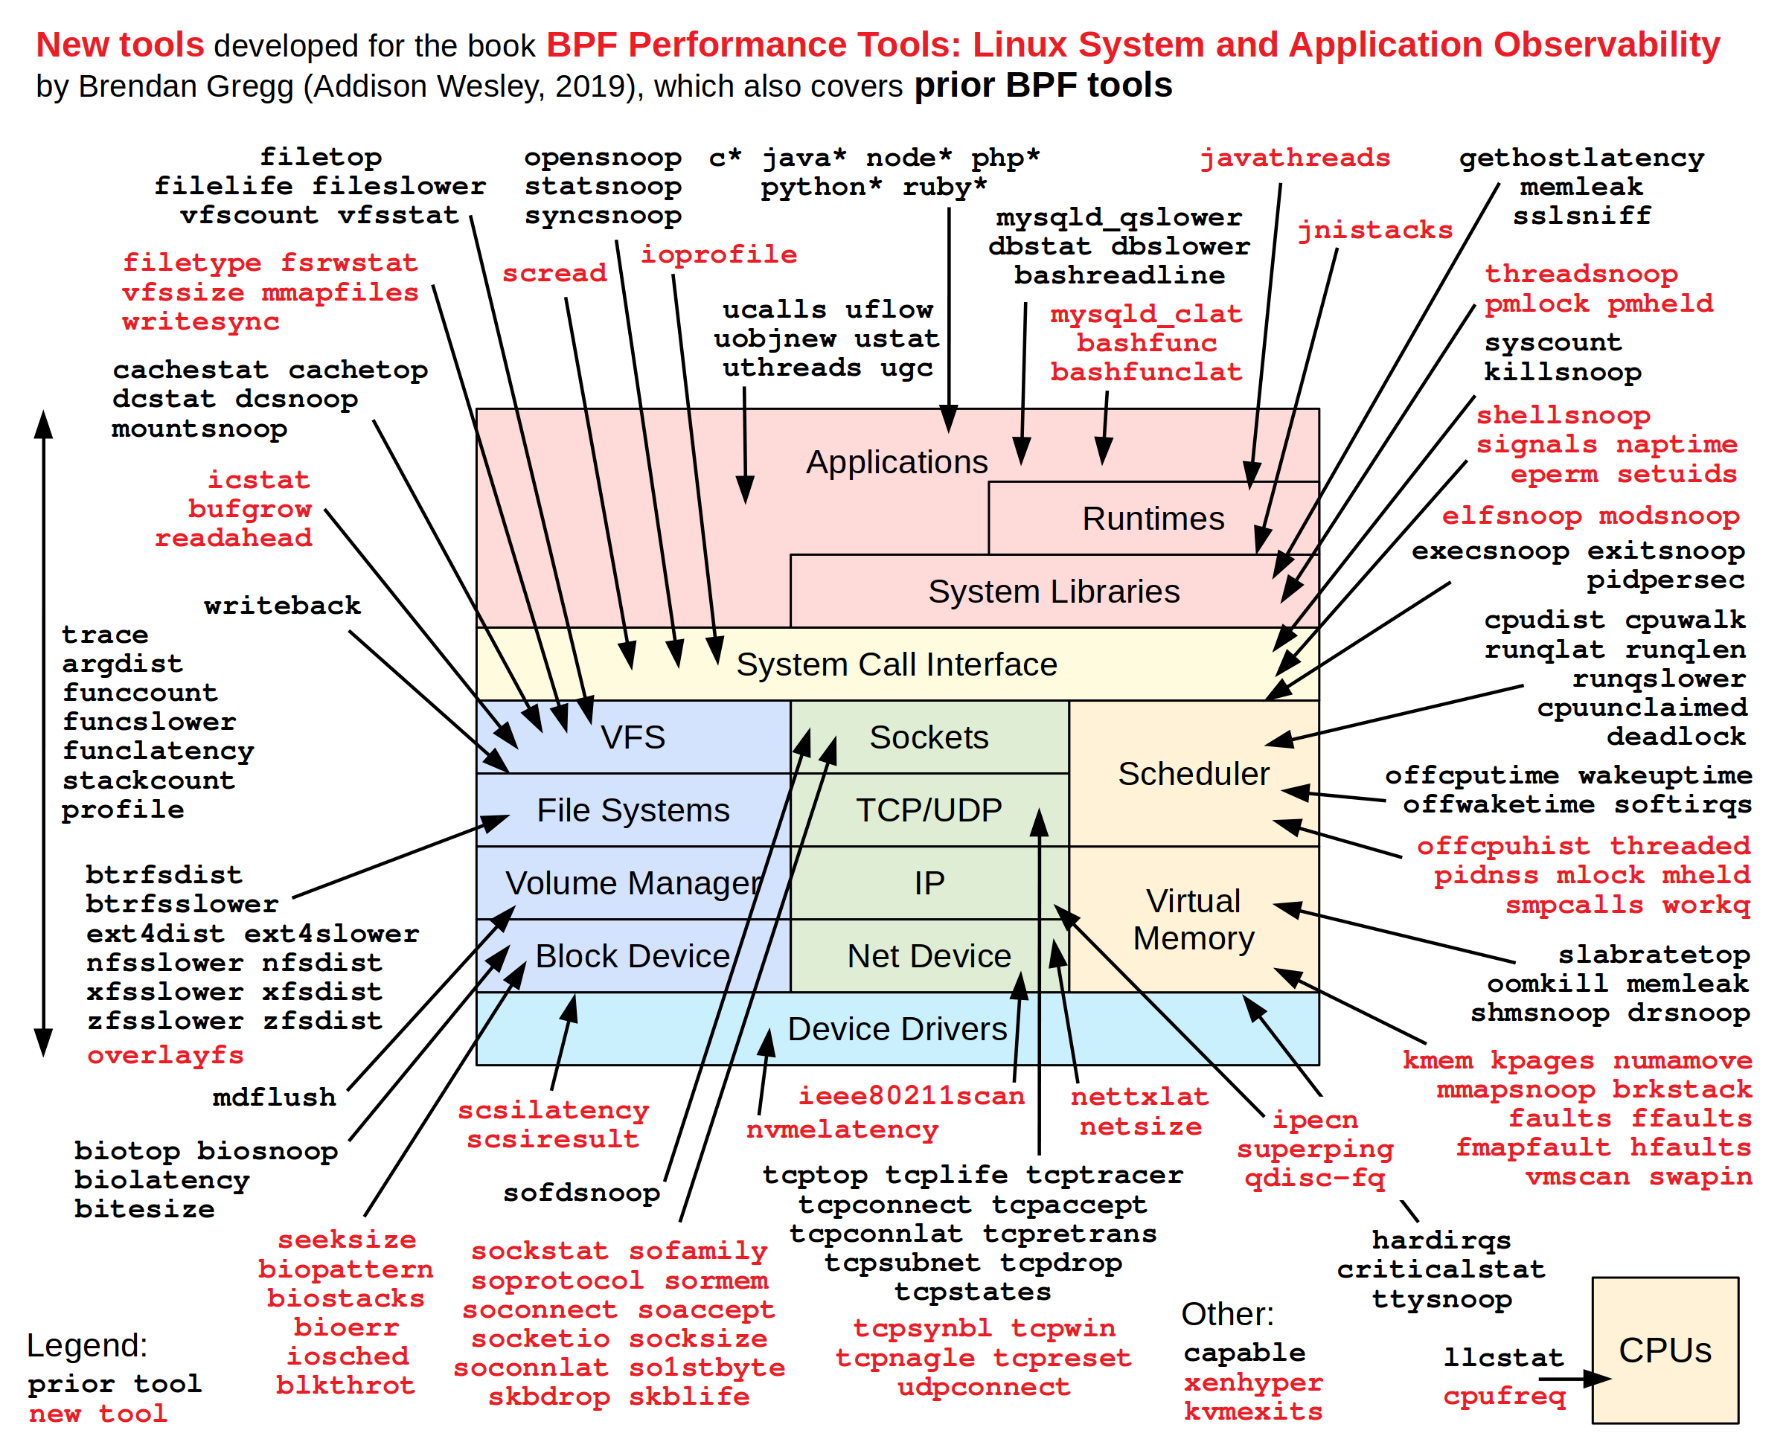 New tools developed for the book BPF Performance Tools: Linux System and Application Observability
by Brendan Gregg (Addison Wesley, 2019), which also covers prior BPF tools
filetop
filelife fileslower
vfscount vfsstat
opensnoop
statsnoop
syncsnoop
c* java* node* php*
python* ruby*
javathreads
gethostlatency
memleak
sslsniff
filetype fsrwstat
vfssize mmapfiles
writesync
scread
ioprofile
mysqld_qslower
dbstat dbslower
bashreadline
jnistacks
threadsnoop
pmlock pmheld
ucalls uflow
uobjnew ustat
uthreads ugc
mysqld_clat
bashfunc
bashfunclat
syscount
killsnoop
cachestat cachetop
dcstat dcsnoop
mountsnoop
shellsnoop
signals naptime
eperm setuids
icstat
bufgrow
readahead
elfsnoop modsnoop
execsnoop exitsnoop
pidpersec
writeback
trace
argdist
funccount
funcslower
funclatency
stackcount
profile
cpudist cpuwalk
runqlat runqlen
runqslower
cpuunclaimed
deadlock
offcputime wakeuptime
offwaketime softirqs
offcpuhist threaded
pidnss mlock mheld
smpcalls workq
Applications
Runtimes
System Libraries
System Call Interface
VFS
Sockets
Scheduler
File Systems
TCP/UDP
Volume Manager
IP
Virtual
Memory
Block Device
Net Device
Device Drivers
btrfsdist
btrfsslower
ext4dist ext4slower
nfsslower nfsdist
xfsslower xfsdist
zfsslower zfsdist
overlayfs
slabratetop
oomkill memleak
shmsnoop drsnoop
kmem kpages numamove
mmapsnoop brkstack
faults ffaults
fmapfault hfaults
vmscan swapin
mdflush
scsilatency
scsiresult
nvmelatency
ieee80211scan
nettxlat
netsize
ipecn
superping
qdisc-fq
biotop biosnoop
biolatency
bitesize
sofdsnoop
tcptop tcplife tcptracer
tcpconnect tcpaccept
tcpconnlat tcpretrans
tcpsubnet tcpdrop
tcpstates
seeksize
biopattern
biostacks
bioerr
iosched
blkthrot
sockstat sofamily
soprotocol sormem
soconnect soaccept
socketio socksize
soconnlat so1stbyte
skbdrop skblife
tcpsynbl tcpwin
tcpnagle tcpreset
udpconnect
hardirqs
criticalstat
ttysnoop
Other:
capable
xenhyper
kvmexits
llcstat
cpufreq
CPUs
Legend:
prior tool
new tool